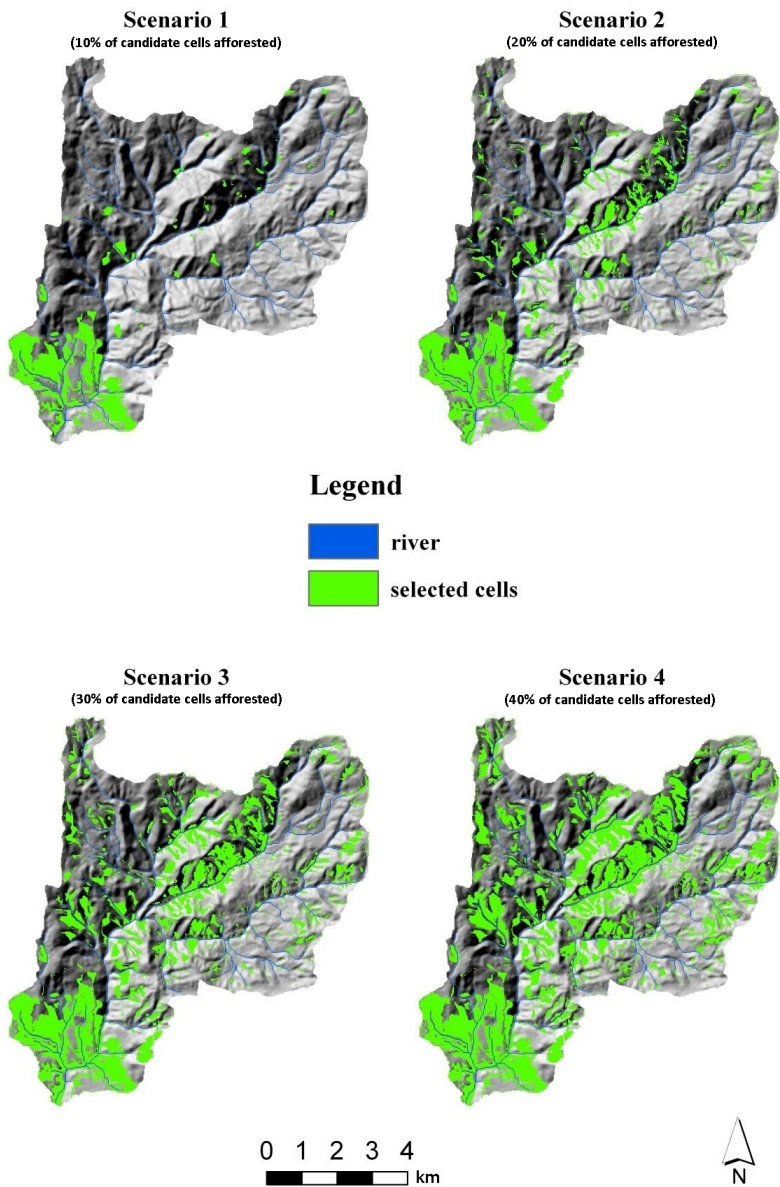 Scenario 1
(10% of candidate cells afforested)
Scenario 2
(20% of candidate cells afforested)
Legend
river
selected cells
Scenario 3
(30% of candidate cells afforested)
Scenario 4
(40% of candidate cells afforested)
0 1 2 3 4
km
N